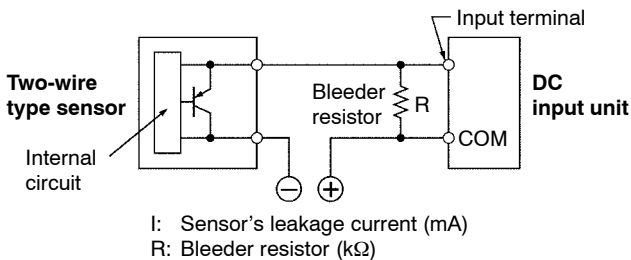 Input terminal
Two-wire
type sensor
Bleeder
resistor
R
DC
input unit
COM
Internal
circuit
− +
I: Sensor's leakage current (mA)
R: Bleeder resistor (kΩ)